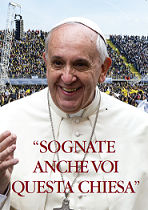 “SOGNATE
ANCHE VOI
QUESTA CHIESA”